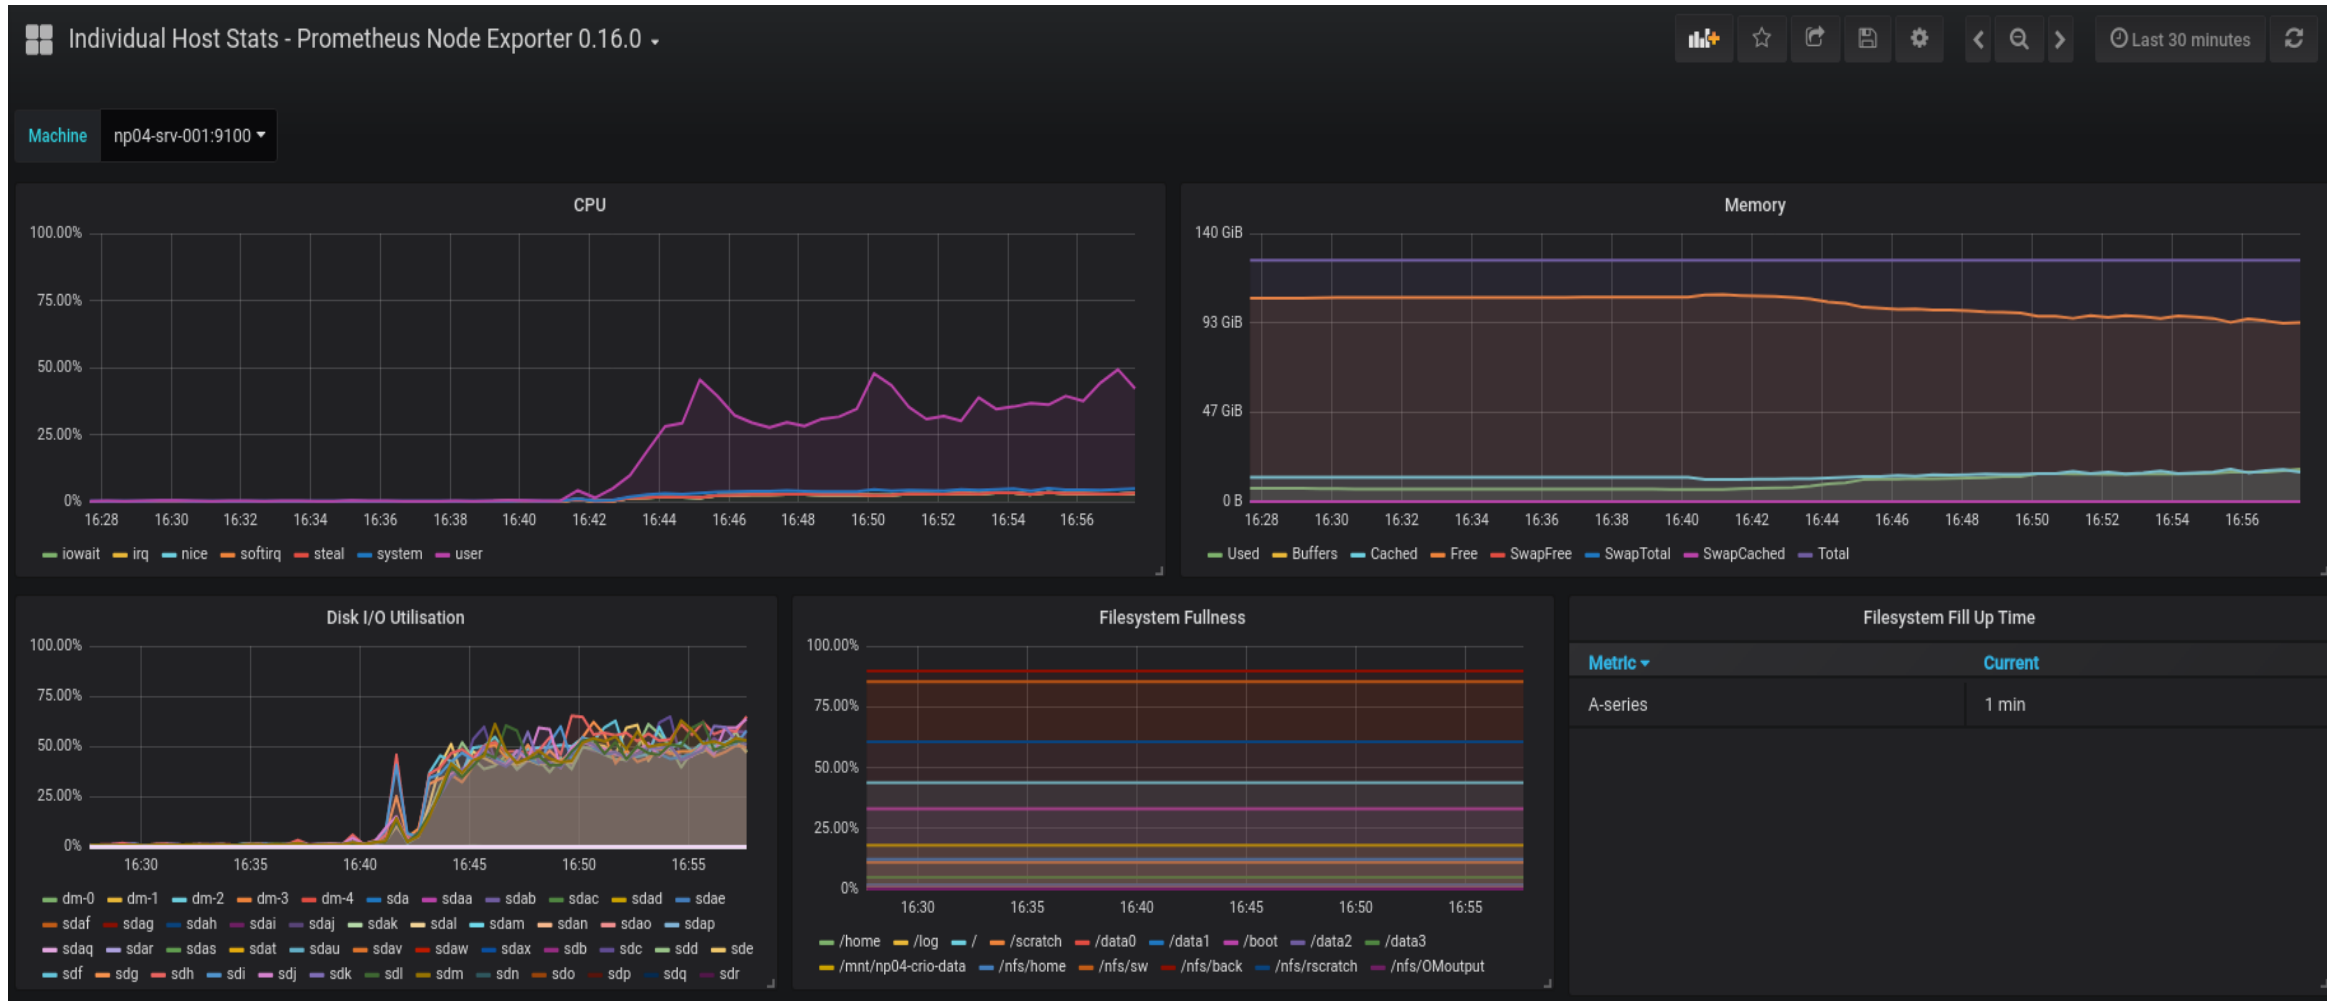 Individual Host Stats - Prometheus Node Exporter 0.16.0
Last 30 minutes
Machine np04-srv-001:9100
CPU
100.00%
75.00%
50.00%
25.00%
0%
16:28 16:30 16:32 16:34 16:36 16:38 16:40 16:42 16:44 16:46 16:48 16:50 16:52 16:54 16:56
iowait irq nice softirq steal system user
Memory
140 GiB
93 GiB
47 GiB
0 B
16:28 16:30 16:32 16:34 16:36 16:38 16:40 16:42 16:44 16:46 16:48 16:50 16:52 16:54 16:56
Used Buffers Cached Free SwapFree SwapTotal SwapCached Total
Disk I/O Utilisation
100.00%
75.00%
50.00%
25.00%
0%
16:30 16:35 16:40 16:45 16:50 16:55
dm-0 dm-1 dm-2 dm-3 dm-4 sda sdaa sdab sdac sdad sdae
sdaf sdag sdah sdai sdaj sdak sdal sdam sdan sdao sdap
sdaq sdar sdas sdat sdau sdav sdaw sdax sdb sdc sdd sde
sdf sdg sdh sdi sdj sdk sdl sdm sdn sdo sdp sdq sdr
Filesystem Fullness
100.00%
75.00%
50.00%
25.00%
0%
16:30 16:35 16:40 16:45 16:50 16:55
/home /log / /scratch /data0 /data1 /boot /data2 /data3
/mnt/np04-crio-data /nfs/home /nfs/sw /nfs/back /nfs/rscratch /nfs/OMoutput
Filesystem Fill Up Time
Metric Current
A-series 1 min